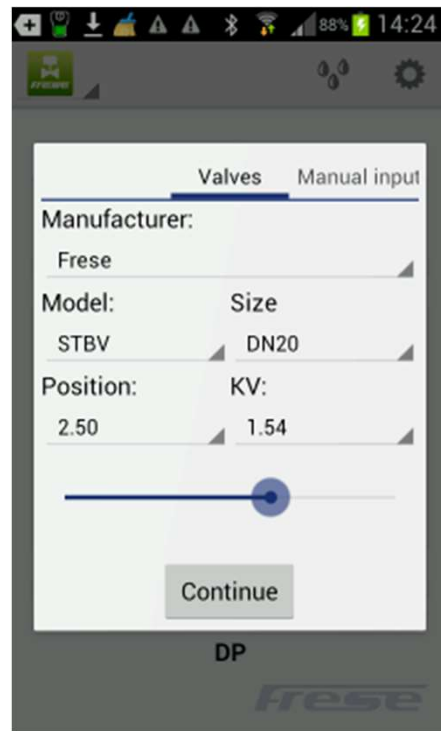 88% 14:24
FRESE
Valves Manual input
Manufacturer:
Frese
Model: Size
STBV DN20
Position: KV:
2.50 1.54
Continue
DP
Frese